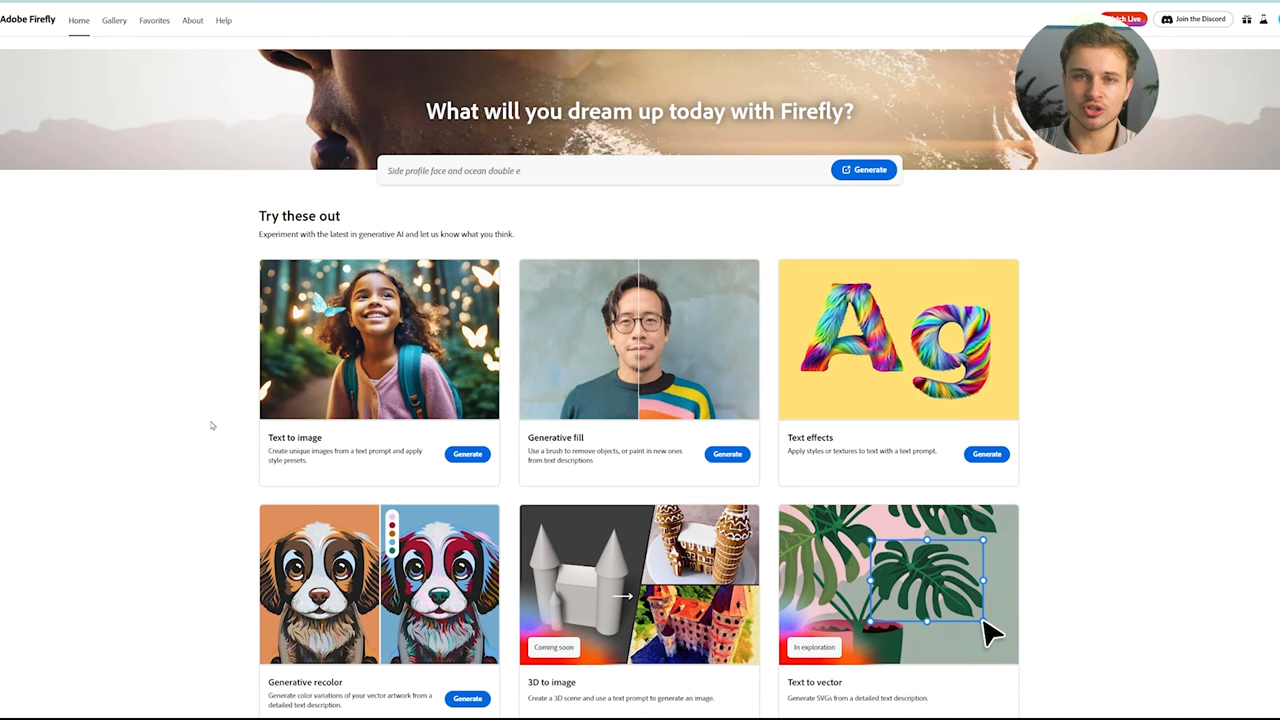 Adobe Firefly
Home Gallery Favorites About Help
Live
Join the Discord
What will you dream up today with Firefly?
Side profile face and ocean double e
Generate
Try these out
Experiment with the latest in generative AI and let us know what you think.
Ag
Text to image
Create unique images from a text prompt and apply
style presets.
Generate
Generative fill
Use a brush to remove objects, or paint in new ones
from text descriptions
Generate
Text effects
Apply styles or textures to text with a text prompt.
Generate
Generative recolor
Generate color variations of your vector artwork from a
detailed text description.
Generate
Coming soon
3D to image
Create a 3D scene and use a text prompt to generate an image.
In exploration
Text to vector
Generate SVGs from a detailed text description.